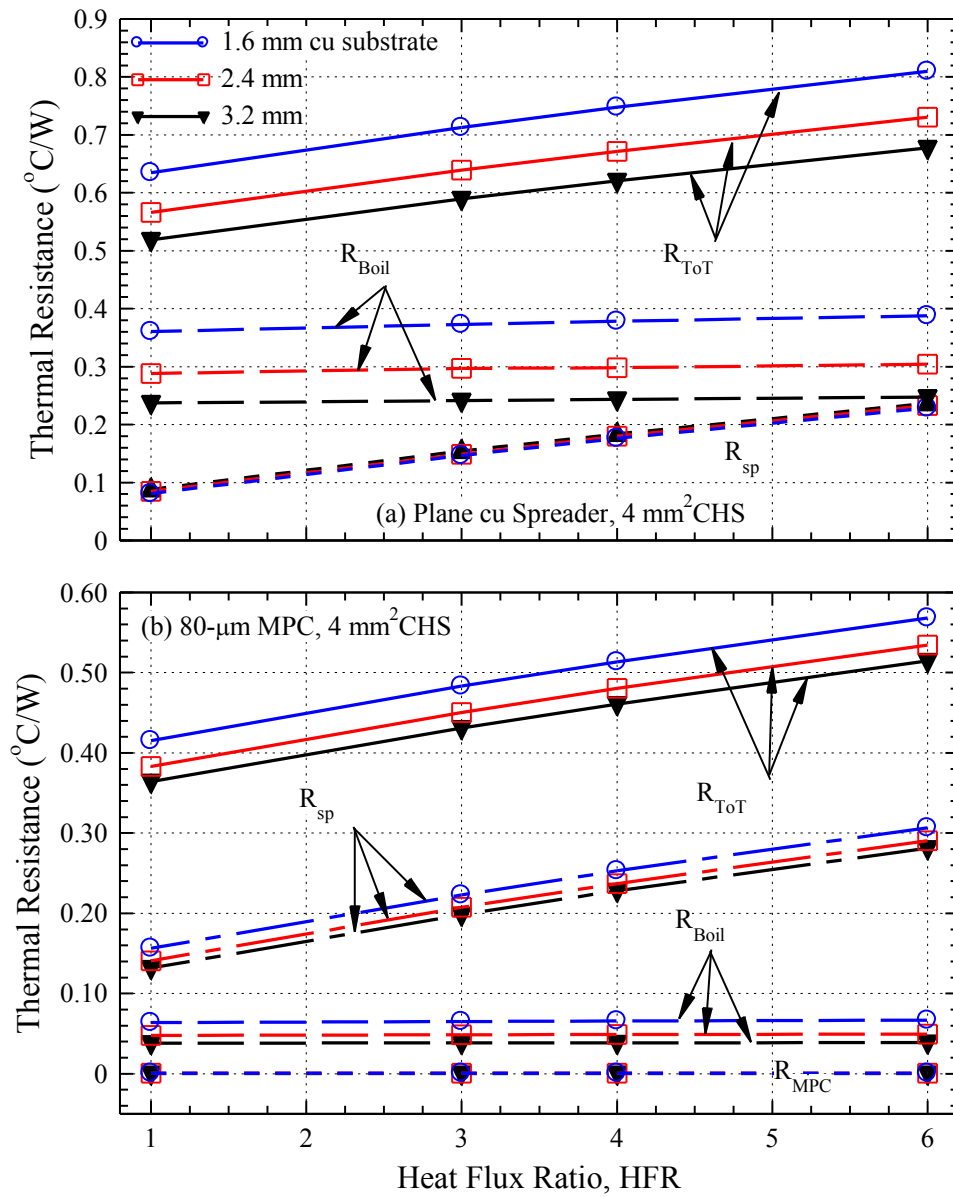 0.9
1.6 mm cu substrate
0.8
2.4 mm
3.2 mm
0.7
0.6
R_Boil
R_ToT
0.5
0.4
0.3
0.2
R_sp
0.1
(a) Plane cu Spreader, 4 mm²CHS
0
Thermal Resistance (°C/W)
0.60
(b) 80-μm MPC, 4 mm²CHS
0.50
0.40
R_sp
R_ToT
0.30
0.20
R_Boil
0.10
R_MPC
0
Thermal Resistance (°C/W)
1 2 3 4 5 6
Heat Flux Ratio, HFR